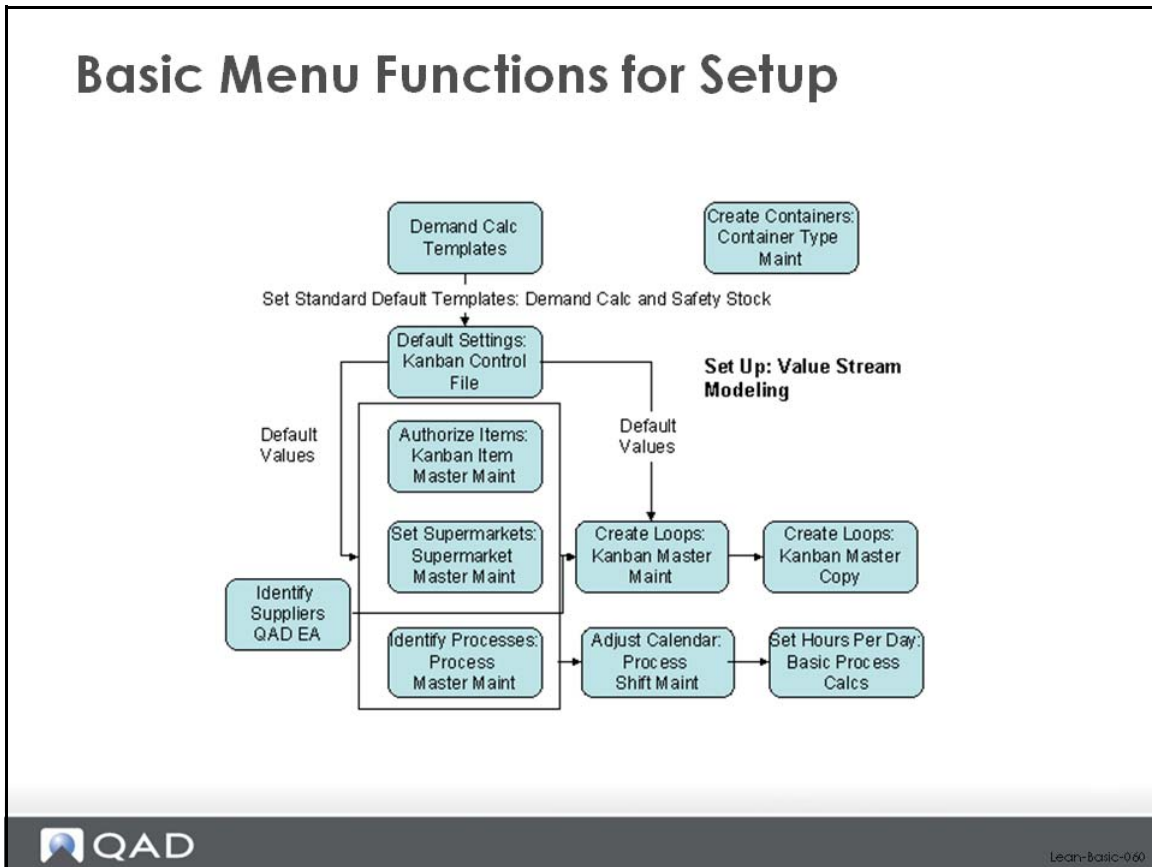 Basic Menu Functions for Setup
Demand Calc
Templates
Create Containers:
Container Type
Maint
Set Standard Default Templates: Demand Calc and Safety Stock
Default Settings:
Kanban Control
File
Set Up: Value Stream
Modeling
Default
Values
Default
Values
Authorize Items:
Kanban Item
Master Maint
Set Supermarkets:
Supermarket
Master Maint
Create Loops:
Kanban Master
Maint
Create Loops:
Kanban Master
Copy
Identify
Suppliers
QAD EA
Identify Processes:
Process
Master Maint
Adjust Calendar:
Process
Shift Maint
Set Hours Per Day:
Basic Process
Calcs
QAD
Lean-Basic-060